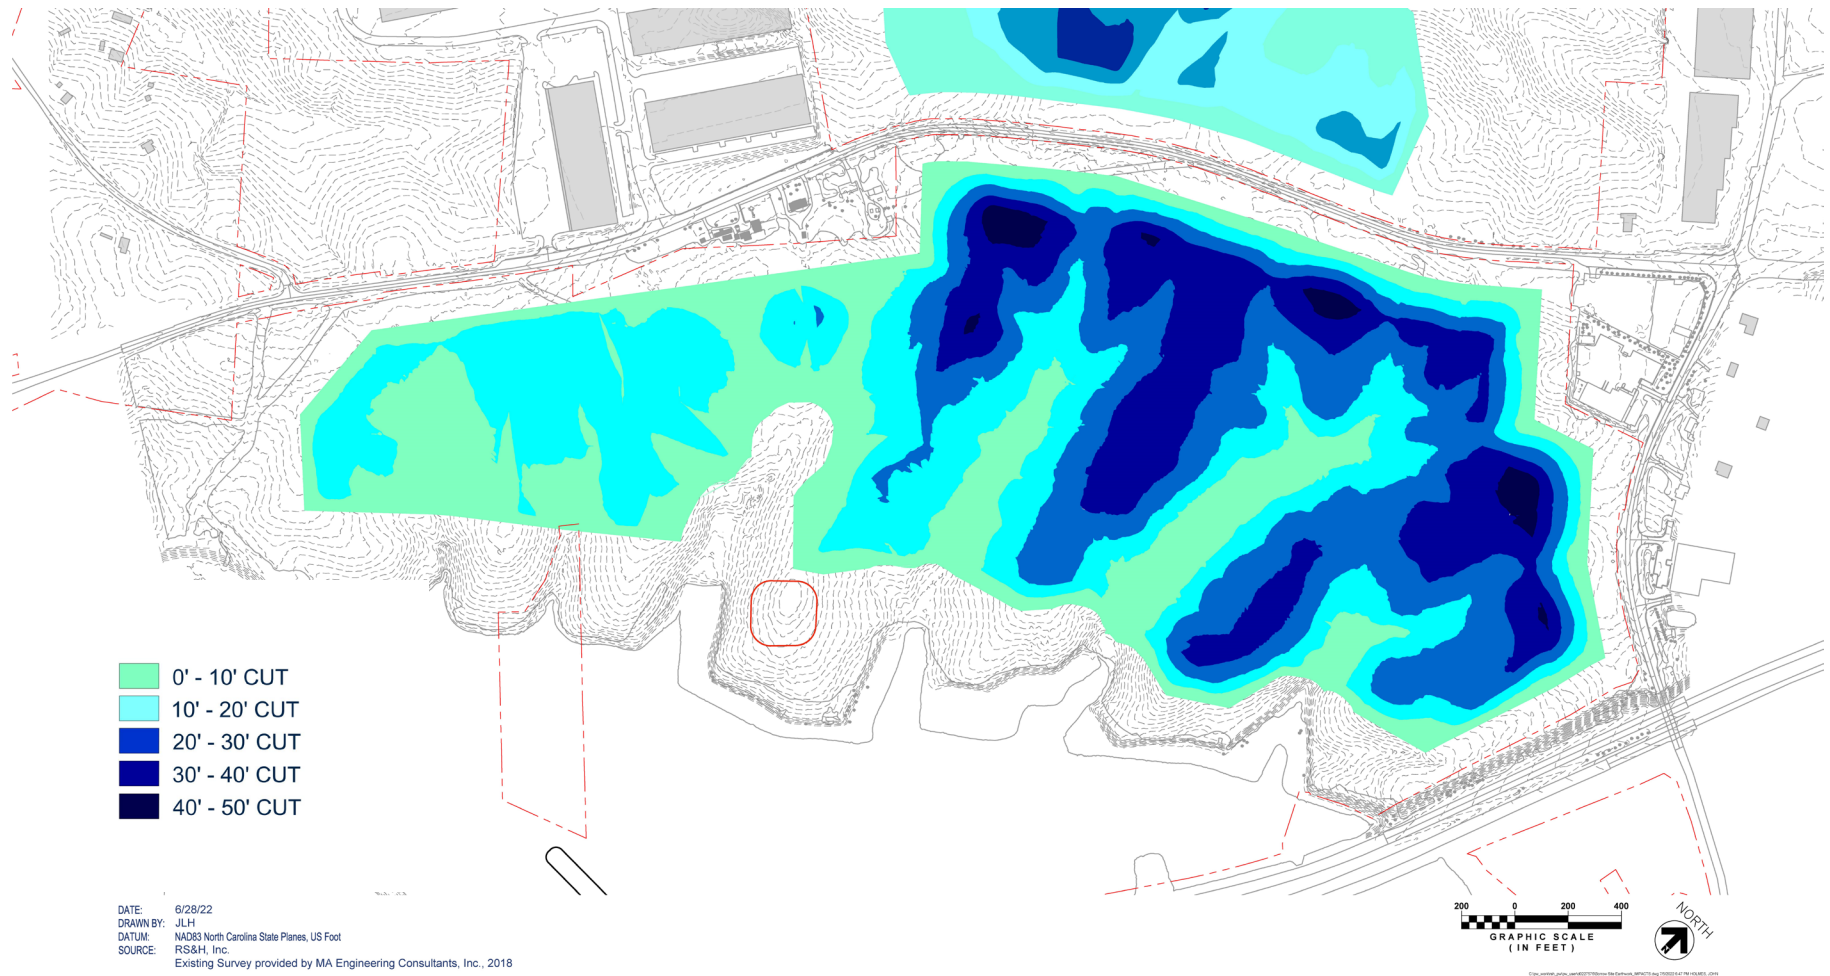 0' - 10' CUT
10' - 20' CUT
20' - 30' CUT
30' - 40' CUT
40' - 50' CUT
DATE: 6/28/22
DRAWN BY: JLH
DATUM: NAD83 North Carolina State Planes, US Foot
SOURCE: RS&H, Inc.
Existing Survey provided by MA Engineering Consultants, Inc., 2018
200 0 200 400
GRAPHIC SCALE
( IN FEET )
NORTH